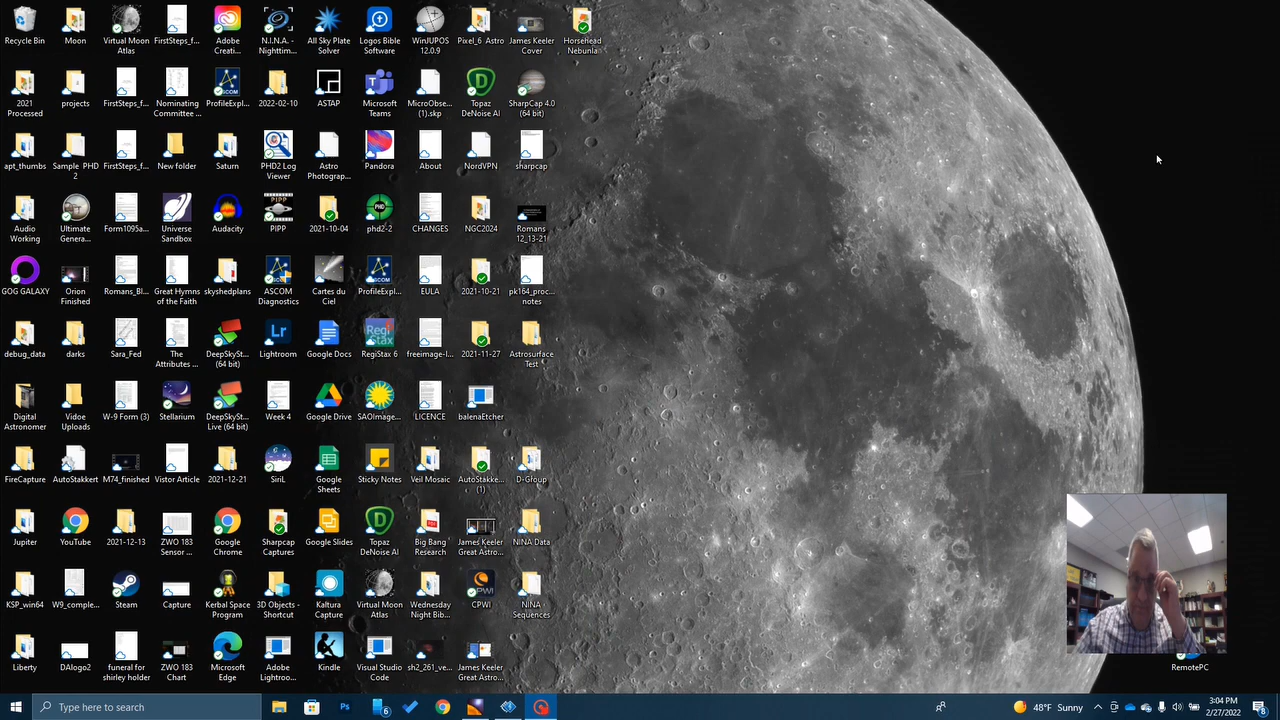 Recycle Bin
Moon
Virtual Moon
Atlas
FirstSteps_f...
Adobe
Creati...
N.I.N.A. -
Nighttim...
All Sky Plate
Solver
Logos Bible
Software
WinJUPOS
12.0.9
Pixel_6 Astro
James Keeler
Cover
Horsehead
Nebunla
2021
Processed
projects
FirstSteps_f...
Nominating
Committee ...
ProfileExpl...
2022-02-10
ASTAP
Microsoft
Teams
MicroObse...
(1).skp
Topaz
DeNoise AI
SharpCap 4.0
(64 bit)
apt_thumbs
Sample_PHD
2
FirstSteps_f...
New folder
Saturn
PHD2 Log
Viewer
Astro
Photograp...
Pandora
About
NordVPN
sharpcap
Audio
Working
Ultimate
Genera...
Form1095a...
Universe
Sandbox
Audacity
PIPP
2021-10-04
phd2-2
CHANGES
NGC2024
Romans
12_13-21
GOG GALAXY
Orion
Finished
Romans_Bl...
Great Hymns
of the Faith
skyshedplans
ASCOM
Diagnostics
Cartes du
Ciel
ProfileExpl...
EULA
2021-10-21
pk164_proc...
notes
debug_data
darks
Sara_Fed
The
Attributes ...
DeepSkySt...
(64 bit)
Lightroom
Google Docs
RegiStax 6
freeimage-l...
2021-11-27
Astrosurface
Test
Digital
Astronomer
Vidoe
Uploads
W-9 Form (3)
Stellarium
DeepSkySt...
Live (64 bit)
Week 4
Google Drive
SAOImage...
LICENCE
balenaEtcher
FireCapture
AutoStakkert
M74_finished
Vistor Article
2021-12-21
SiriL
Google
Sheets
Sticky Notes
Veil Mosaic
AutoStakke...
(1)
D-Group
Jupiter
YouTube
2021-12-13
ZWO 183
Sensor ...
Google
Chrome
Sharpcap
Captures
Google Slides
Topaz
DeNoise AI
Big Bang
Research
James Keeler
Great Astro...
NINA Data
KSP_win64
W9_comple...
Steam
Capture
Kerbal Space
Program
3D Objects -
Shortcut
Kaltura
Capture
Virtual Moon
Atlas
Wednesday
Night Bib...
CPWI
NINA
Sequences
Liberty
DAlogo2
funeral for
shirley holder
ZWO 183
Chart
Microsoft
Edge
Adobe
Lightroo...
Kindle
Visual Studio
Code
sh2_261_ve...
James Keeler
Great Astro...
RemotePC
Type here to search
48°F Sunny
3:04 PM
2/27/2022